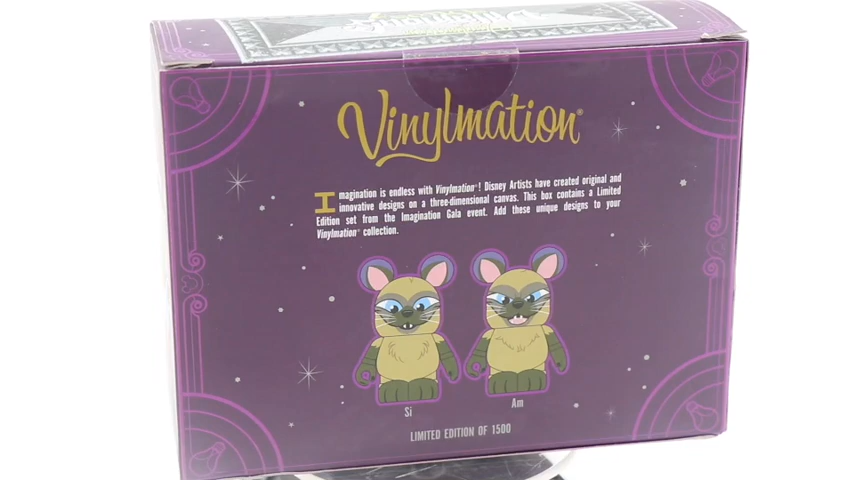 Vinylmation®
Imagination is endless with Vinylmation®! Disney Artists have created original and
innovative designs on a three-dimensional canvas. This box contains a Limited
Edition set from the Imagination Gala event. Add these unique designs to your
Vinylmation® collection.
Si
Am
LIMITED EDITION OF 1500